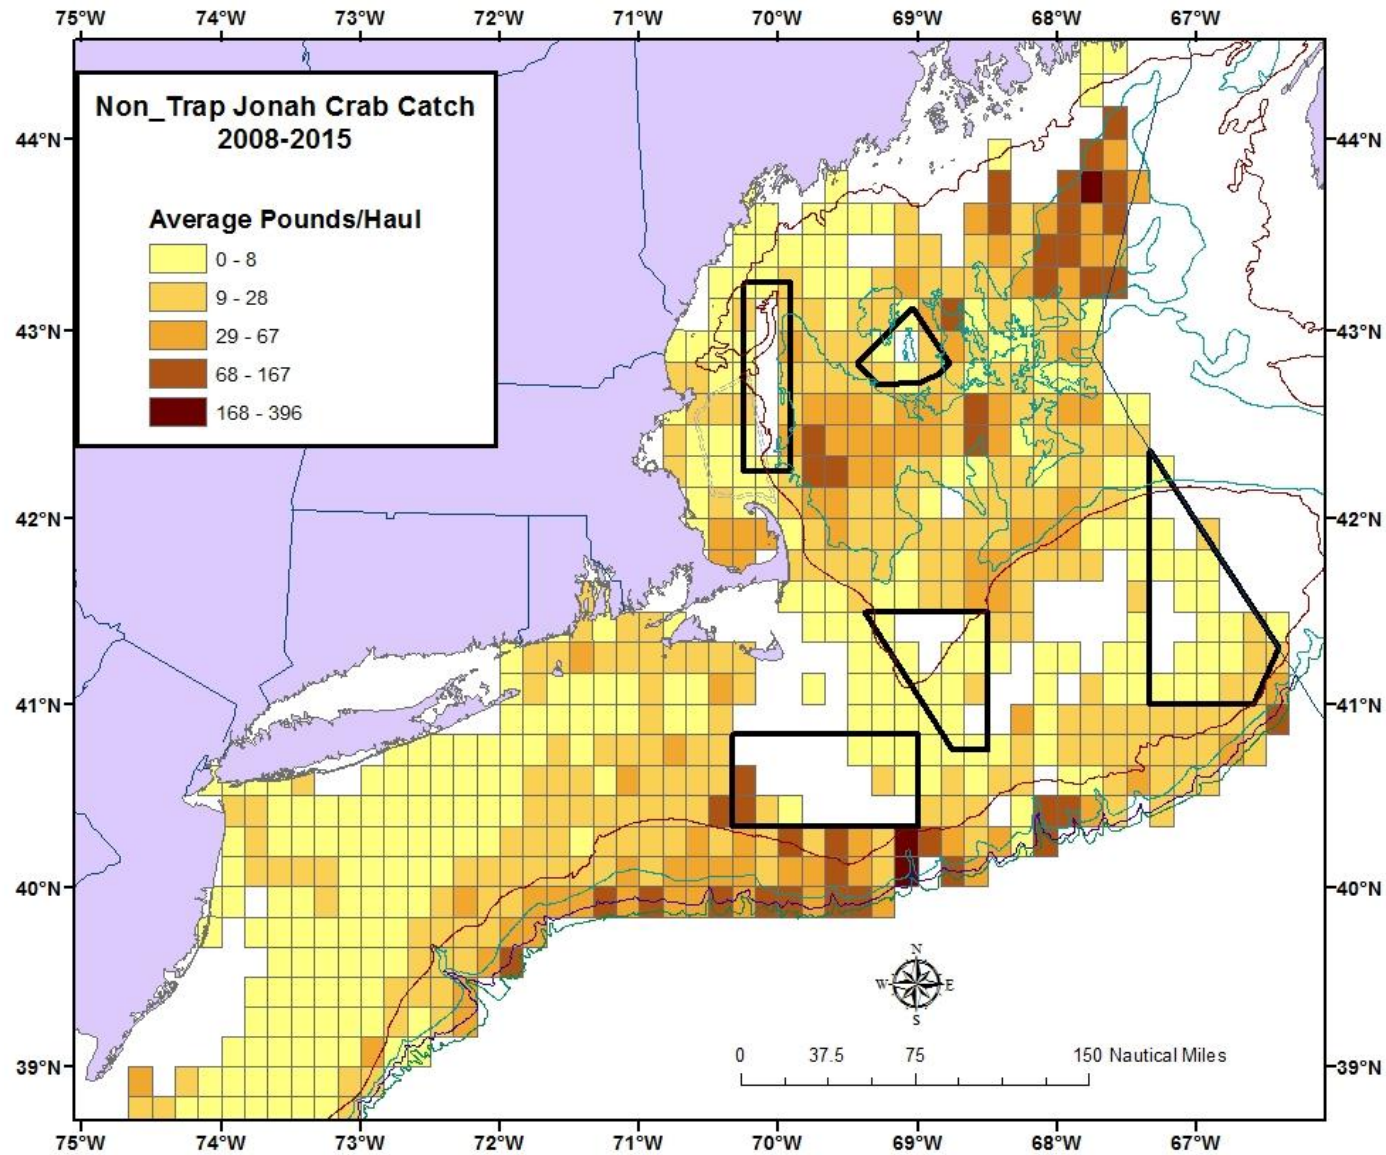 75°W 74°W 73°W 72°W 71°W 70°W 69°W 68°W 67°W
Non_Trap Jonah Crab Catch
2008-2015
Average Pounds/Haul
0 - 8
9 - 28
29 - 67
68 - 167
168 - 396
44°N 44°N
43°N 43°N
42°N 42°N
41°N 41°N
40°N 40°N
N
W E
S
0 37.5 75 150 Nautical Miles
39°N 39°N
75°W 74°W 73°W 72°W 71°W 70°W 69°W 68°W 67°W